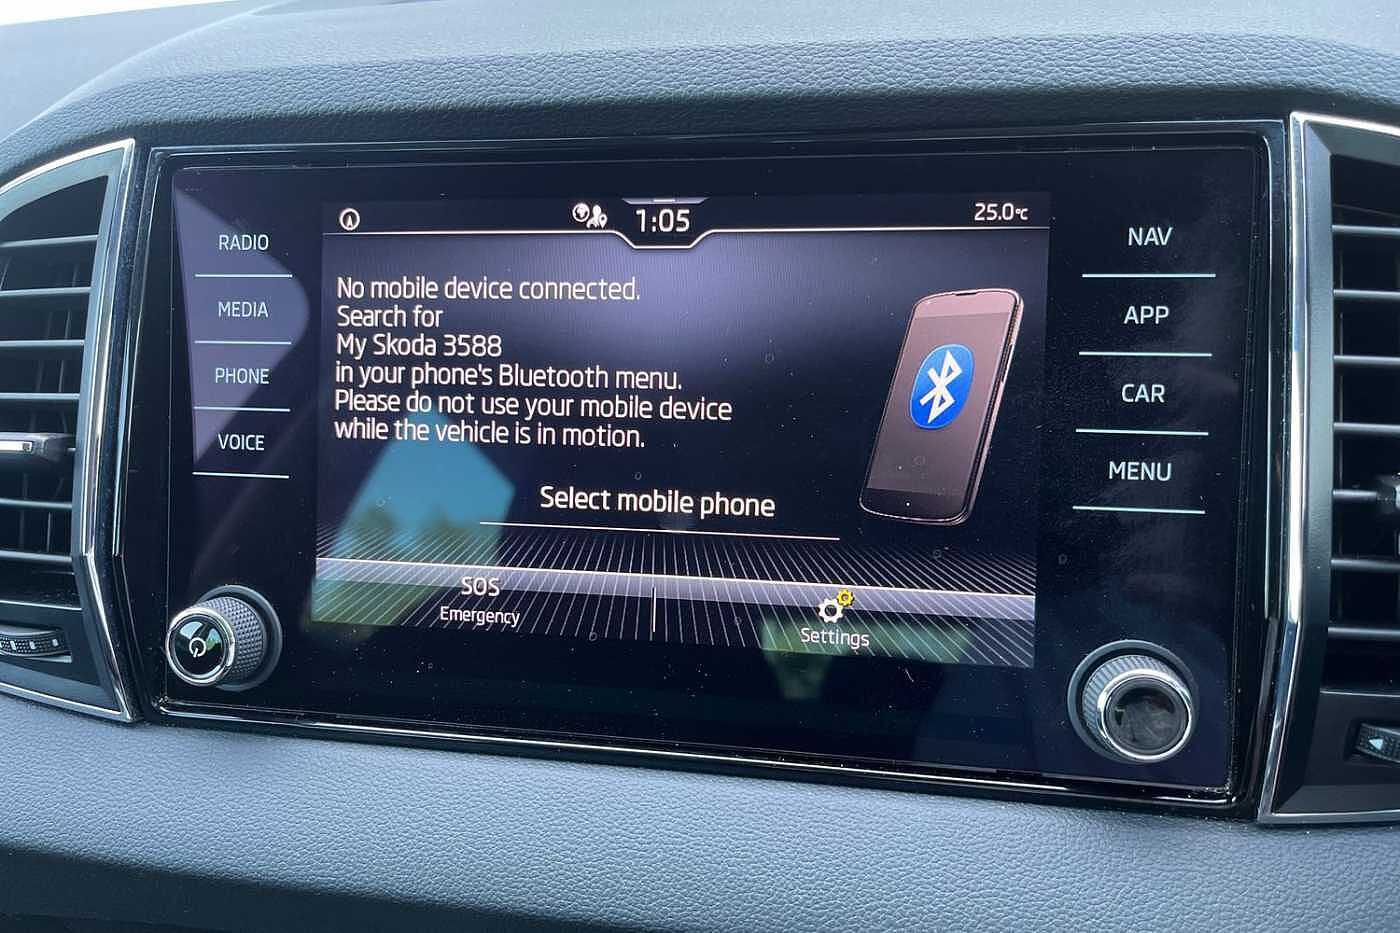 RADIO
MEDIA
PHONE
VOICE
1:05
25.0°C
No mobile device connected.
Search for
My Skoda 3588
in your phone's Bluetooth menu.
Please do not use your mobile device
while the vehicle is in motion.
Select mobile phone
SOS
Emergency
Settings
NAV
APP
CAR
MENU